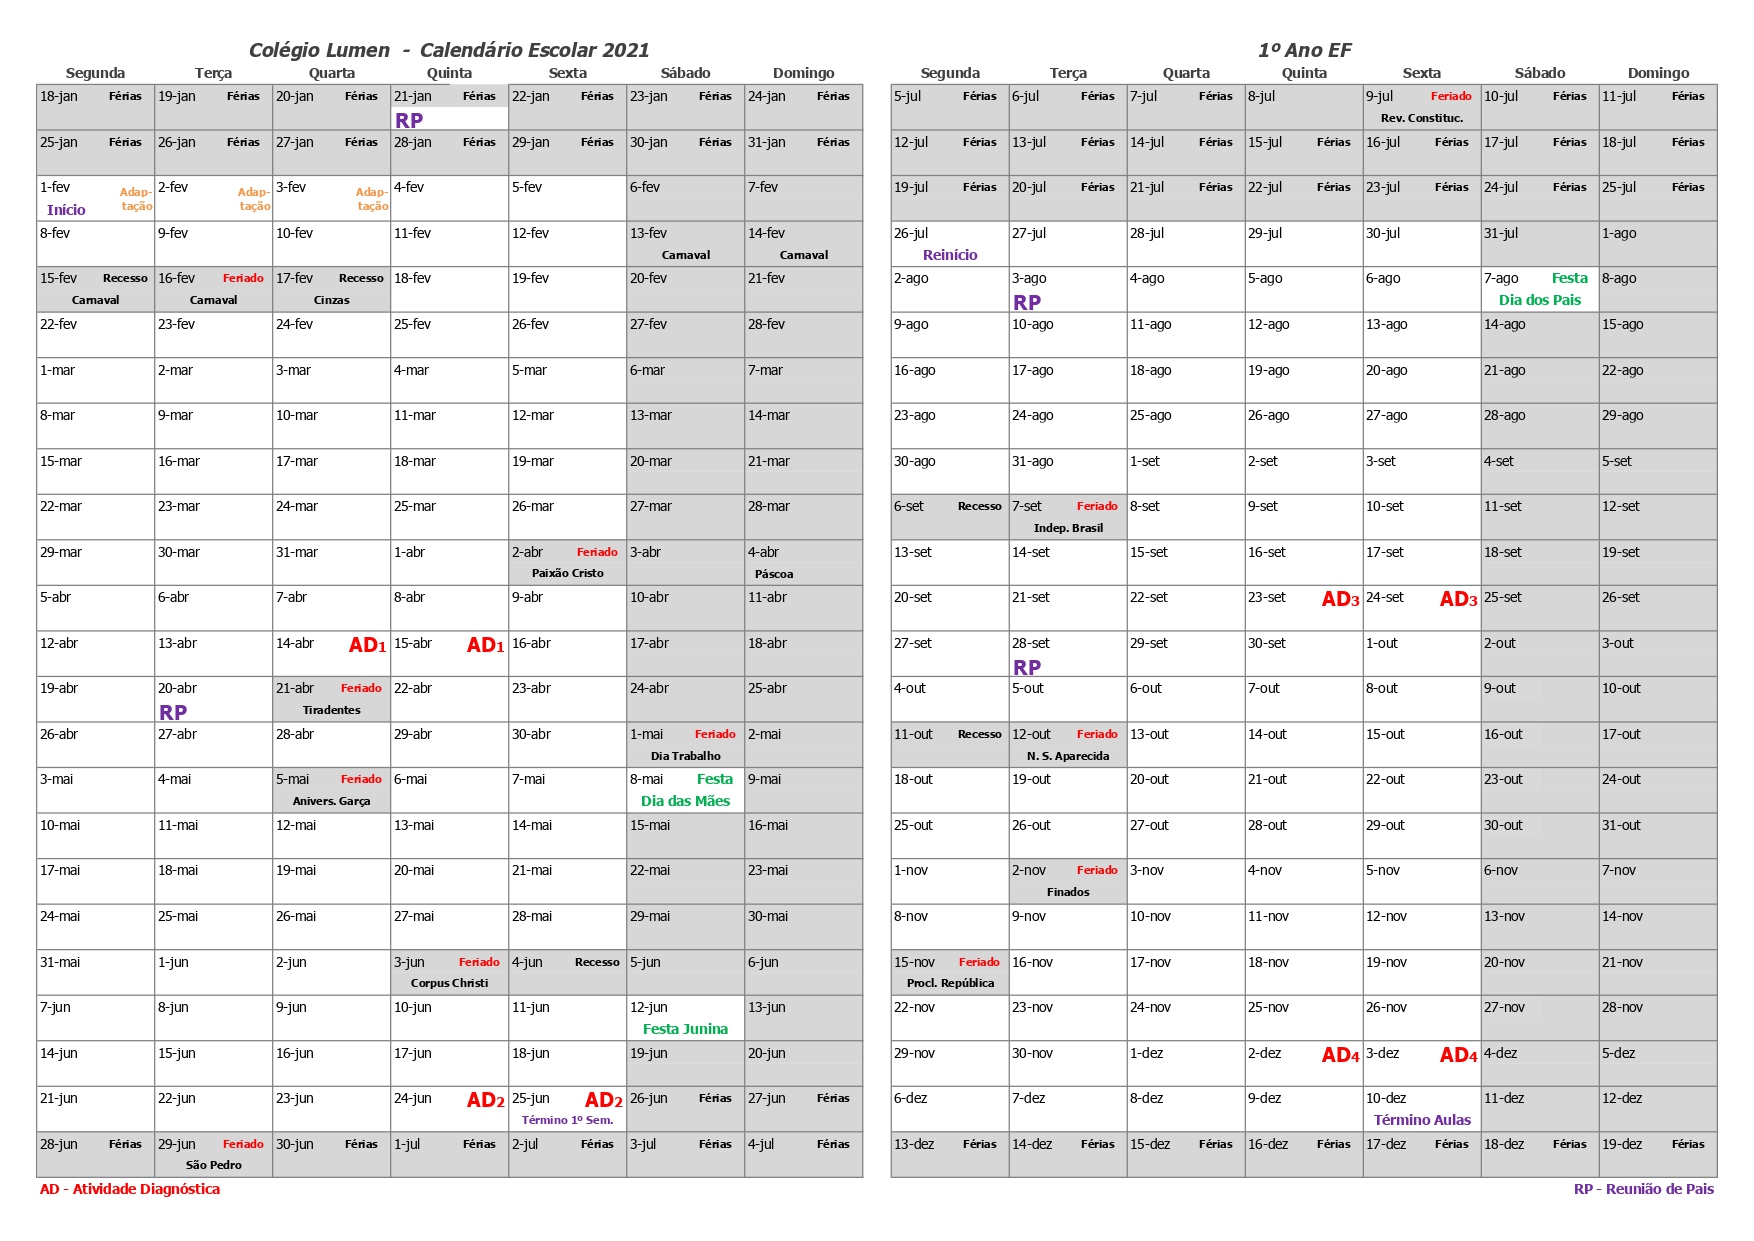 Colégio Lumen - Calendário Escolar 2021
Segunda Terça Quarta Quinta Sexta Sábado Domingo
18-jan Férias 19-jan Férias 20-jan Férias 21-jan Férias 22-jan Férias 23-jan Férias 24-jan Férias
RP
25-jan Férias 26-jan Férias 27-jan Férias 28-jan Férias 29-jan Férias 30-jan Férias 31-jan Férias
1-fev Adap- 2-fev Adap- 3-fev Adap- 4-fev 5-fev 6-fev 7-fev
Início tação tação tação
8-fev 9-fev 10-fev 11-fev 12-fev 13-fev 14-fev
Carnaval Carnaval
15-fev Recesso 16-fev Feriado 17-fev Recesso 18-fev 19-fev 20-fev 21-fev
Carnaval Carnaval Cinzas
22-fev 23-fev 24-fev 25-fev 26-fev 27-fev 28-fev
1-mar 2-mar 3-mar 4-mar 5-mar 6-mar 7-mar
8-mar 9-mar 10-mar 11-mar 12-mar 13-mar 14-mar
15-mar 16-mar 17-mar 18-mar 19-mar 20-mar 21-mar
22-mar 23-mar 24-mar 25-mar 26-mar 27-mar 28-mar
29-mar 30-mar 31-mar 1-abr 2-abr Feriado 3-abr 4-abr
Paixão Cristo Páscoa
5-abr 6-abr 7-abr 8-abr 9-abr 10-abr 11-abr
12-abr 13-abr 14-abr AD1 15-abr AD1 16-abr 17-abr 18-abr
19-abr 20-abr 21-abr Feriado 22-abr 23-abr 24-abr 25-abr
RP Tiradentes
26-abr 27-abr 28-abr 29-abr 30-abr 1-mai Feriado 2-mai
Dia Trabalho
3-mai 4-mai 5-mai Feriado 6-mai 7-mai 8-mai Festa 9-mai
Anivers. Garça Dia das Mães
10-mai 11-mai 12-mai 13-mai 14-mai 15-mai 16-mai
17-mai 18-mai 19-mai 20-mai 21-mai 22-mai 23-mai
24-mai 25-mai 26-mai 27-mai 28-mai 29-mai 30-mai
31-mai 1-jun 2-jun 3-jun Feriado 4-jun Recesso 5-jun 6-jun
Corpus Christi
7-jun 8-jun 9-jun 10-jun 11-jun 12-jun 13-jun
Festa Junina
14-jun 15-jun 16-jun 17-jun 18-jun 19-jun 20-jun
21-jun 22-jun 23-jun 24-jun AD2 25-jun AD2 26-jun Férias 27-jun Férias
Término 1º Sem.
28-jun Férias 29-jun Feriado 30-jun Férias 1-jul Férias 2-jul Férias 3-jul Férias 4-jul Férias
São Pedro
AD - Atividade Diagnóstica
1º Ano EF
Segunda Terça Quarta Quinta Sexta Sábado Domingo
5-jul Férias 6-jul Férias 7-jul Férias 8-jul 9-jul Feriado 10-jul Férias 11-jul Férias
Rev. Constituc.
12-jul Férias 13-jul Férias 14-jul Férias 15-jul Férias 16-jul Férias 17-jul Férias 18-jul Férias
19-jul Férias 20-jul Férias 21-jul Férias 22-jul Férias 23-jul Férias 24-jul Férias 25-jul Férias
26-jul 27-jul 28-jul 29-jul 30-jul 31-jul 1-ago
Reinício
2-ago 3-ago 4-ago 5-ago 6-ago 7-ago Festa 8-ago
RP Dia dos Pais
9-ago 10-ago 11-ago 12-ago 13-ago 14-ago 15-ago
16-ago 17-ago 18-ago 19-ago 20-ago 21-ago 22-ago
23-ago 24-ago 25-ago 26-ago 27-ago 28-ago 29-ago
30-ago 31-ago 1-set 2-set 3-set 4-set 5-set
6-set Recesso 7-set Feriado 8-set 9-set 10-set 11-set 12-set
Indep. Brasil
13-set 14-set 15-set 16-set 17-set 18-set 19-set
20-set 21-set 22-set 23-set AD3 24-set AD3 25-set 26-set
27-set 28-set 29-set 30-set 1-out 2-out 3-out
RP
4-out 5-out 6-out 7-out 8-out 9-out 10-out
11-out Recesso 12-out Feriado 13-out 14-out 15-out 16-out 17-out
N. S. Aparecida
18-out 19-out 20-out 21-out 22-out 23-out 24-out
25-out 26-out 27-out 28-out 29-out 30-out 31-out
1-nov 2-nov Feriado 3-nov 4-nov 5-nov 6-nov 7-nov
Finados
8-nov 9-nov 10-nov 11-nov 12-nov 13-nov 14-nov
15-nov Feriado 16-nov 17-nov 18-nov 19-nov 20-nov 21-nov
Procl. República
22-nov 23-nov 24-nov 25-nov 26-nov 27-nov 28-nov
29-nov 30-nov 1-dez 2-dez AD4 3-dez AD4 4-dez 5-dez
6-dez 7-dez 8-dez 9-dez 10-dez 11-dez 12-dez
Término Aulas
13-dez Férias 14-dez Férias 15-dez Férias 16-dez Férias 17-dez Férias 18-dez Férias 19-dez Férias
RP - Reunião de Pais